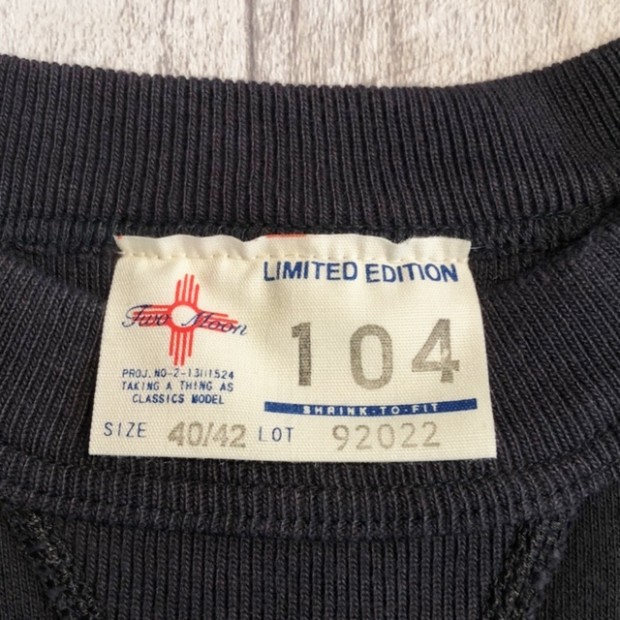 Two Moon
PROJ. NO-2-13111524
TAKING A THING AS
CLASSICS MODEL
LIMITED EDITION
104
SHRINK-TO-FIT
SIZE 40/42 LOT 92022